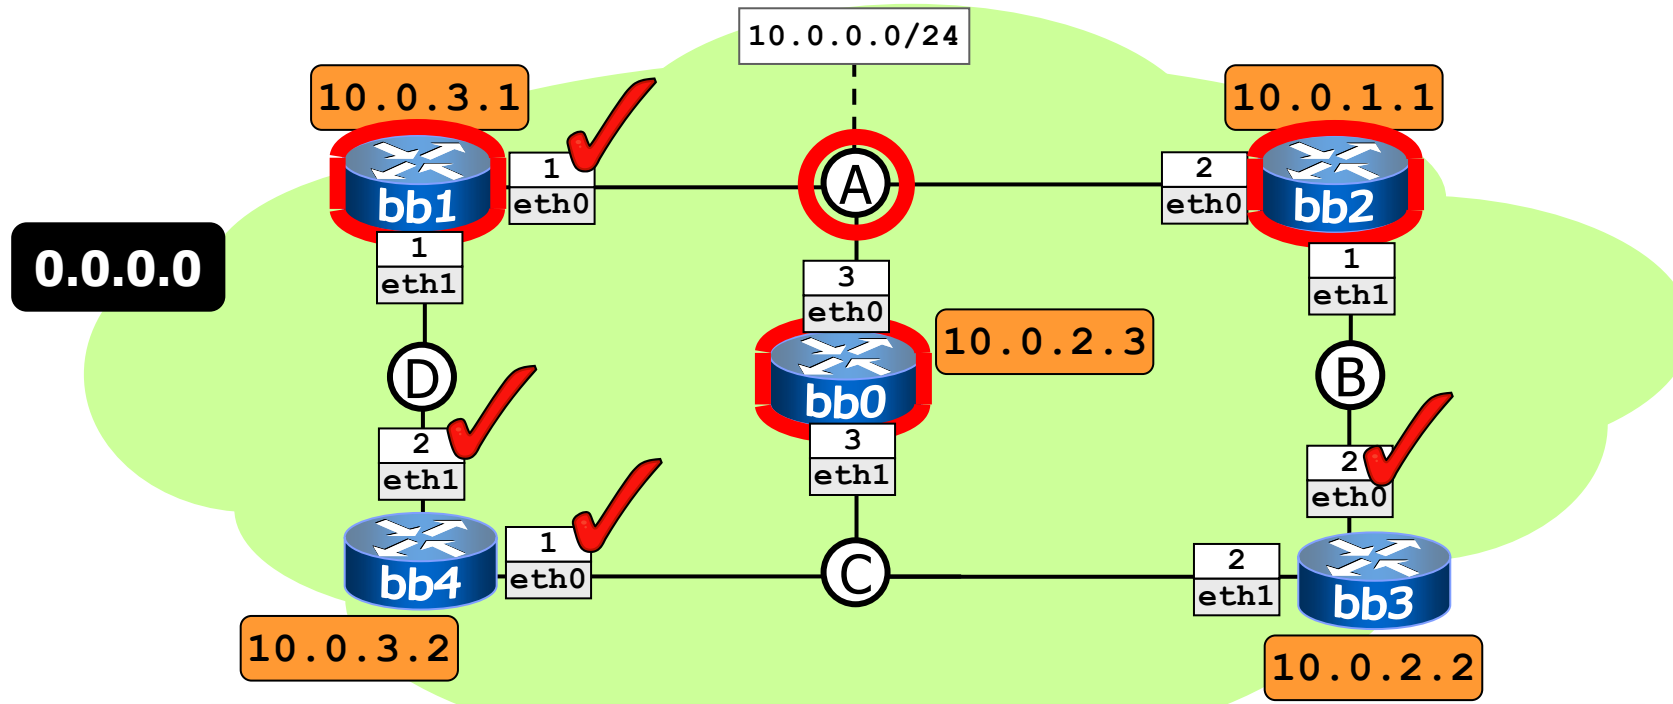 10.0.0.0/24
10.0.3.1
10.0.1.1
1
eth0
A
2
eth0
bb1
bb2
0.0.0.0
1
eth1
3
eth0
1
eth1
10.0.2.3
D
bb0
B
2
eth1
3
eth1
2
eth0
1
eth0
C
2
eth1
bb4
bb3
10.0.3.2
10.0.2.2